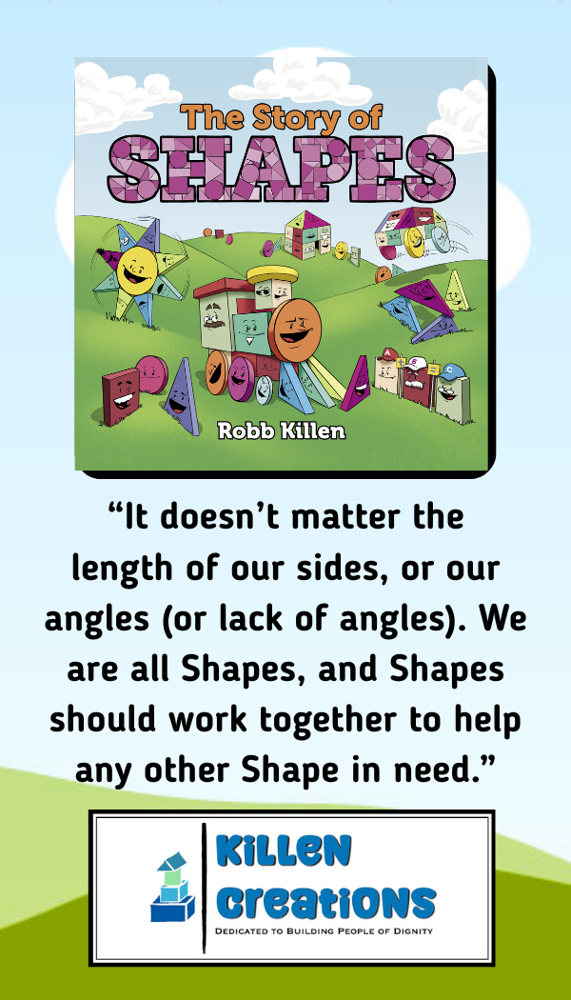 The Story of
SHAPES
A
+
B
=
C
Robb Killen
“It doesn’t matter the
length of our sides, or our
angles (or lack of angles). We
are all Shapes, and Shapes
should work together to help
any other Shape in need.”
Killen
Creations
Dedicated to Building People of Dignity